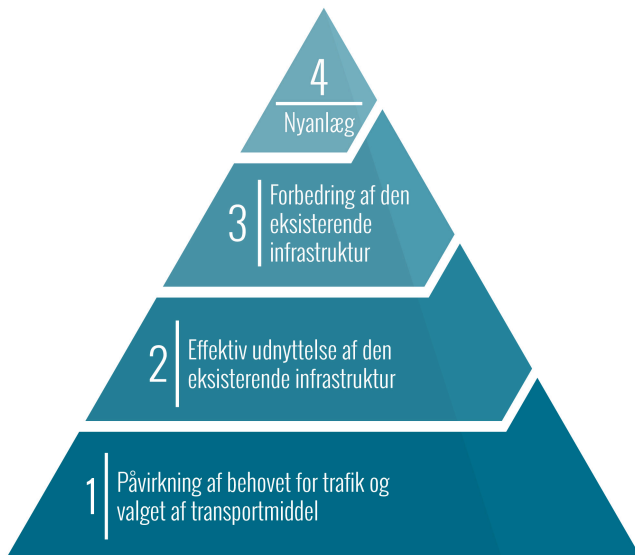 4
Nyanlæg
3
Forbedring af den
eksisterende
infrastruktur
2
Effektiv udnyttelse af den
eksisterende infrastruktur
1
Påvirkning af behovet for trafik og
valget af transportmiddel